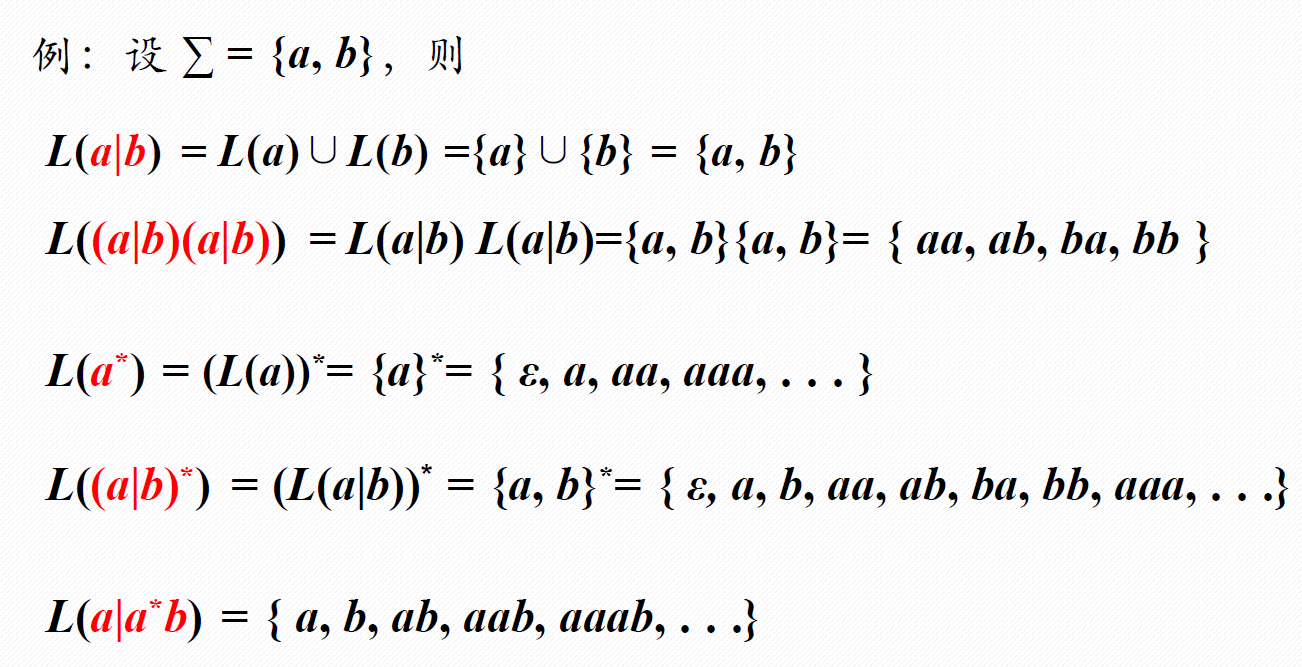 例：设 ∑ = {a, b}，则
L(a|b) = L(a)∪L(b) ={a}∪{b} = {a, b}
L((a|b)(a|b)) = L(a|b) L(a|b)={a, b}{a, b}= { aa, ab, ba, bb }
L(a*) = (L(a))*= {a}*= { ε, a, aa, aaa, . . . }
L((a|b)*) = (L(a|b))* = {a, b}*= { ε, a, b, aa, ab, ba, bb, aaa, . . .}
L(a|a*b) = { a, b, ab, aab, aaab, . . .}